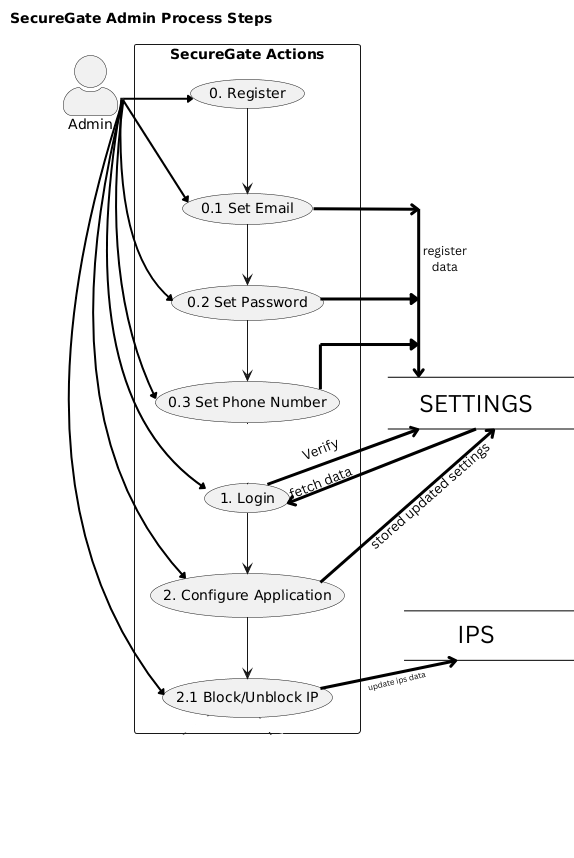 SecureGate Admin Process Steps
SecureGate Actions
Admin
0. Register
0.1 Set Email
register
data
0.2 Set Password
0.3 Set Phone Number
SETTINGS
Verify
fetch data
stored updated settings
1. Login
2. Configure Application
IPS
update ips data
2.1 Block/Unblock IP